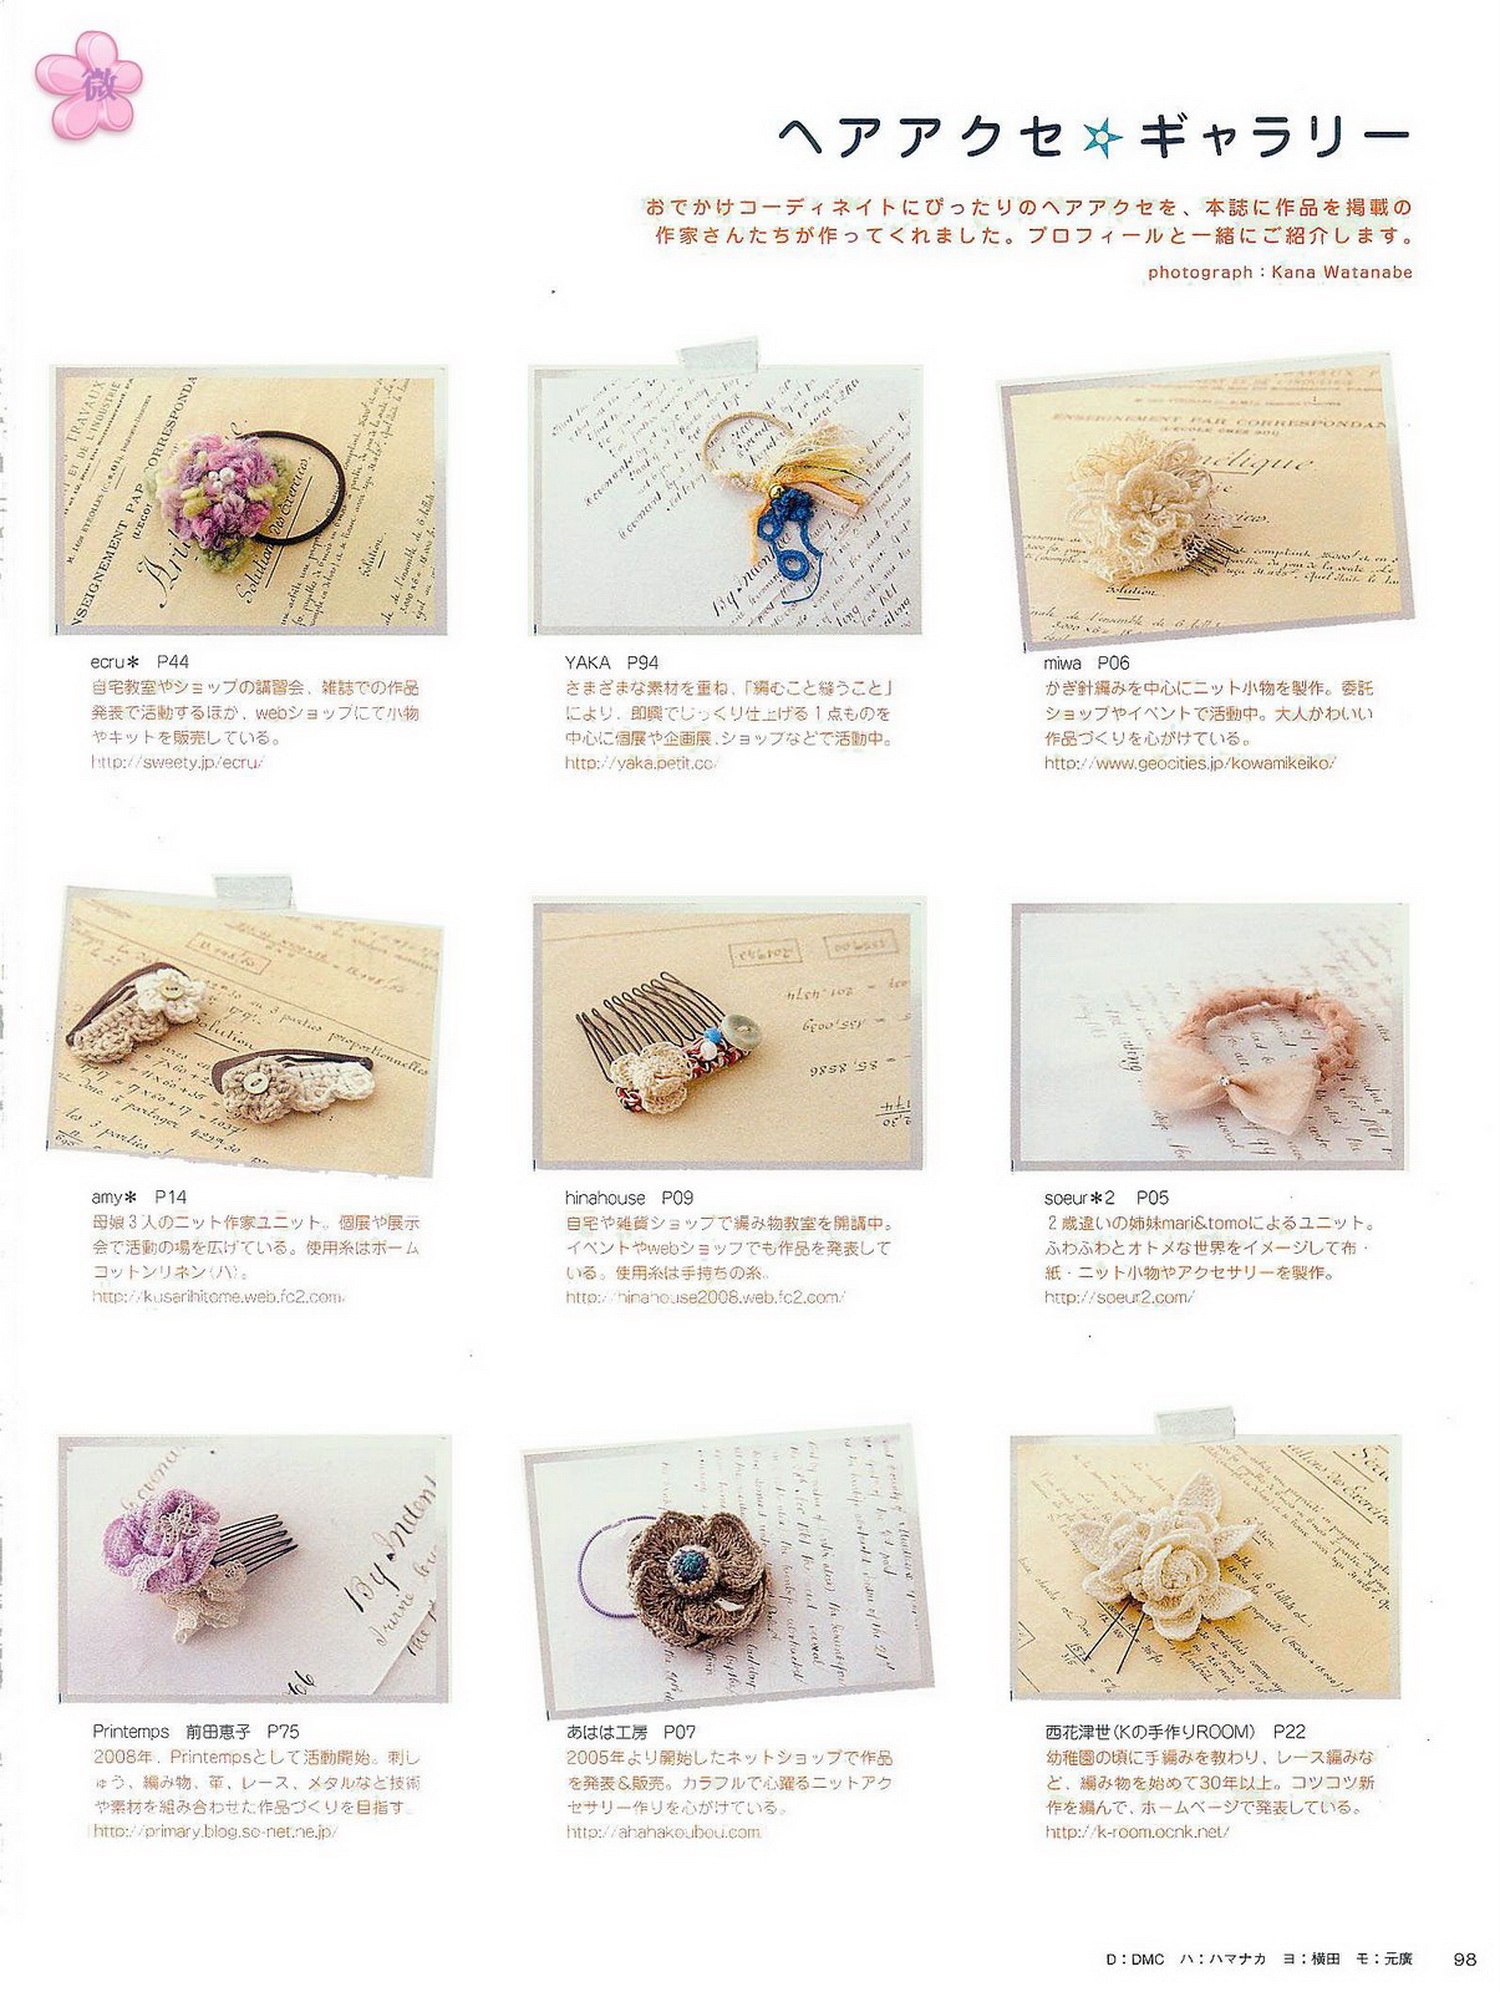 微
ヘアアクセ☆ギャラリー
おでかけコーディネイトにぴったりのヘアアクセを、本誌に作品を掲載の
作家さんたちが作ってくれました。プロフィールと一緒にご紹介します。
photograph：Kana Watanabe
ecru＊ P44
自宅教室やショップの講習会、雑誌での作品
発表で活動するほか、webショップにて小物
やキットを販売している。
http://sweety.jp/ecru/
YAKA P94
さまざまな素材を重ね、「編むこと縫うこと」
により、即興でじっくり仕上げる1点ものを
中心に個展や企画展、ショップなどで活動中。
http://yaka.petit.cc/
miwa P06
かぎ針編みを中心にニット小物を製作。委託
ショップやイベントで活動中。大人かわいい
作品づくりを心がけている。
http://www.geocities.jp/kowamikeiko/
amy＊ P14
母娘3人のニット作家ユニット。個展や展示
会で活動の場を広げている。使用糸はポーム
コットンリネン（ハ）。
http://kusarihitome.web.fc2.com/
hinahouse P09
自宅や雑貨ショップで編み物教室を開講中。
イベントやwebショップでも作品を発表して
いる。使用糸は手持ちの糸。
http://hinahouse2008.web.fc2.com/
soeur＊2 P05
2歳違いの姉妹mari&tomoによるユニット。
ふわふわとオトメな世界をイメージして布・
紙・ニット小物やアクセサリーを製作。
http://soeur2.com/
Printemps 前田恵子 P75
2008年、Printempsとして活動開始。刺し
ゅう、編み物、革、レース、メタルなど技術
や素材を組み合わせた作品づくりを目指す。
http://primary.blog.so-net.ne.jp/
あはは工房 P07
2005年より開始したネットショップで作品
を発表＆販売。カラフルで心躍るニットアク
セサリー作りを心がけている。
http://ahahakoubou.com
西花津世（Kの手作りROOM） P22
幼稚園の頃に手編みを教わり、レース編みな
ど、編み物を始めて30年以上。コツコツ新
作を編んで、ホームページで発表している。
http://k-room.ocnk.net/
D：DMC ハ：ハマナカ ヨ：横田 モ：元廣 98